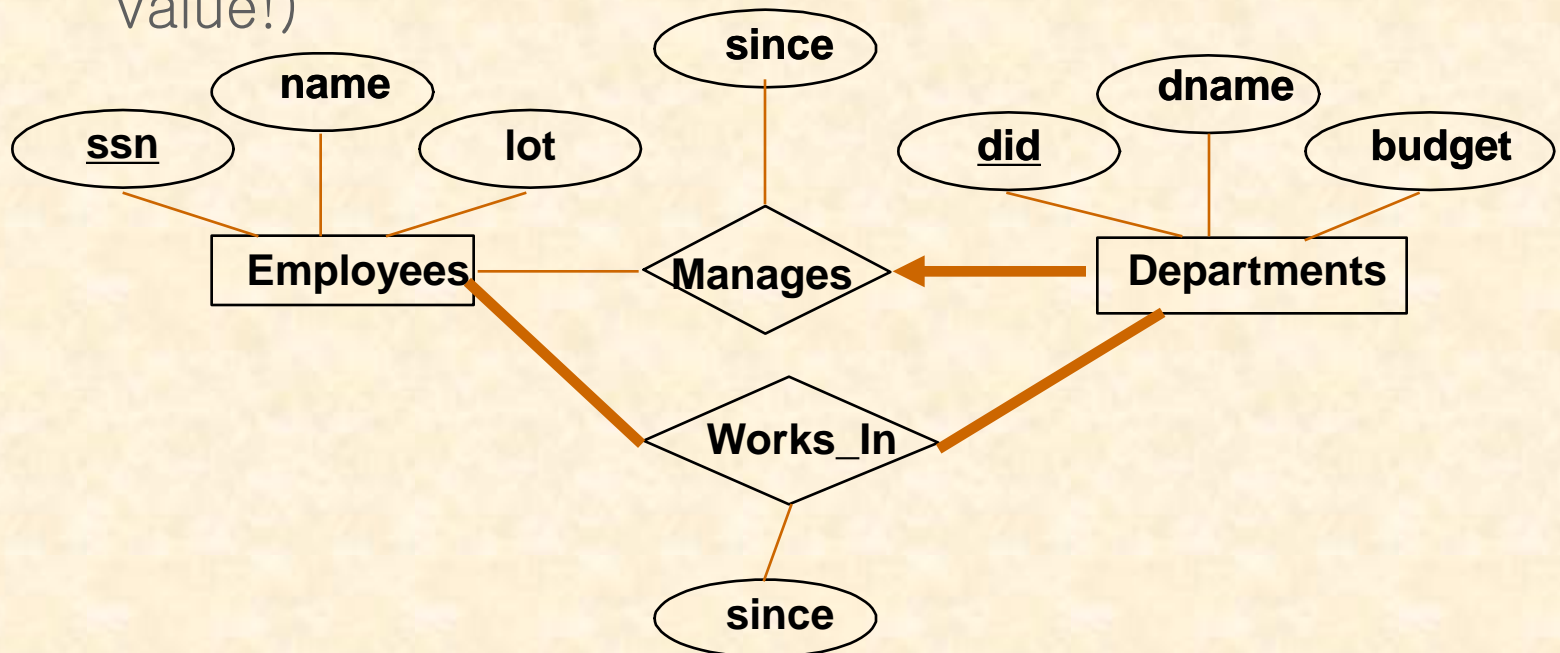 value!)
since
name
dname
ssn
lot
did
budget
Employees
Manages
Departments
Works_In
since